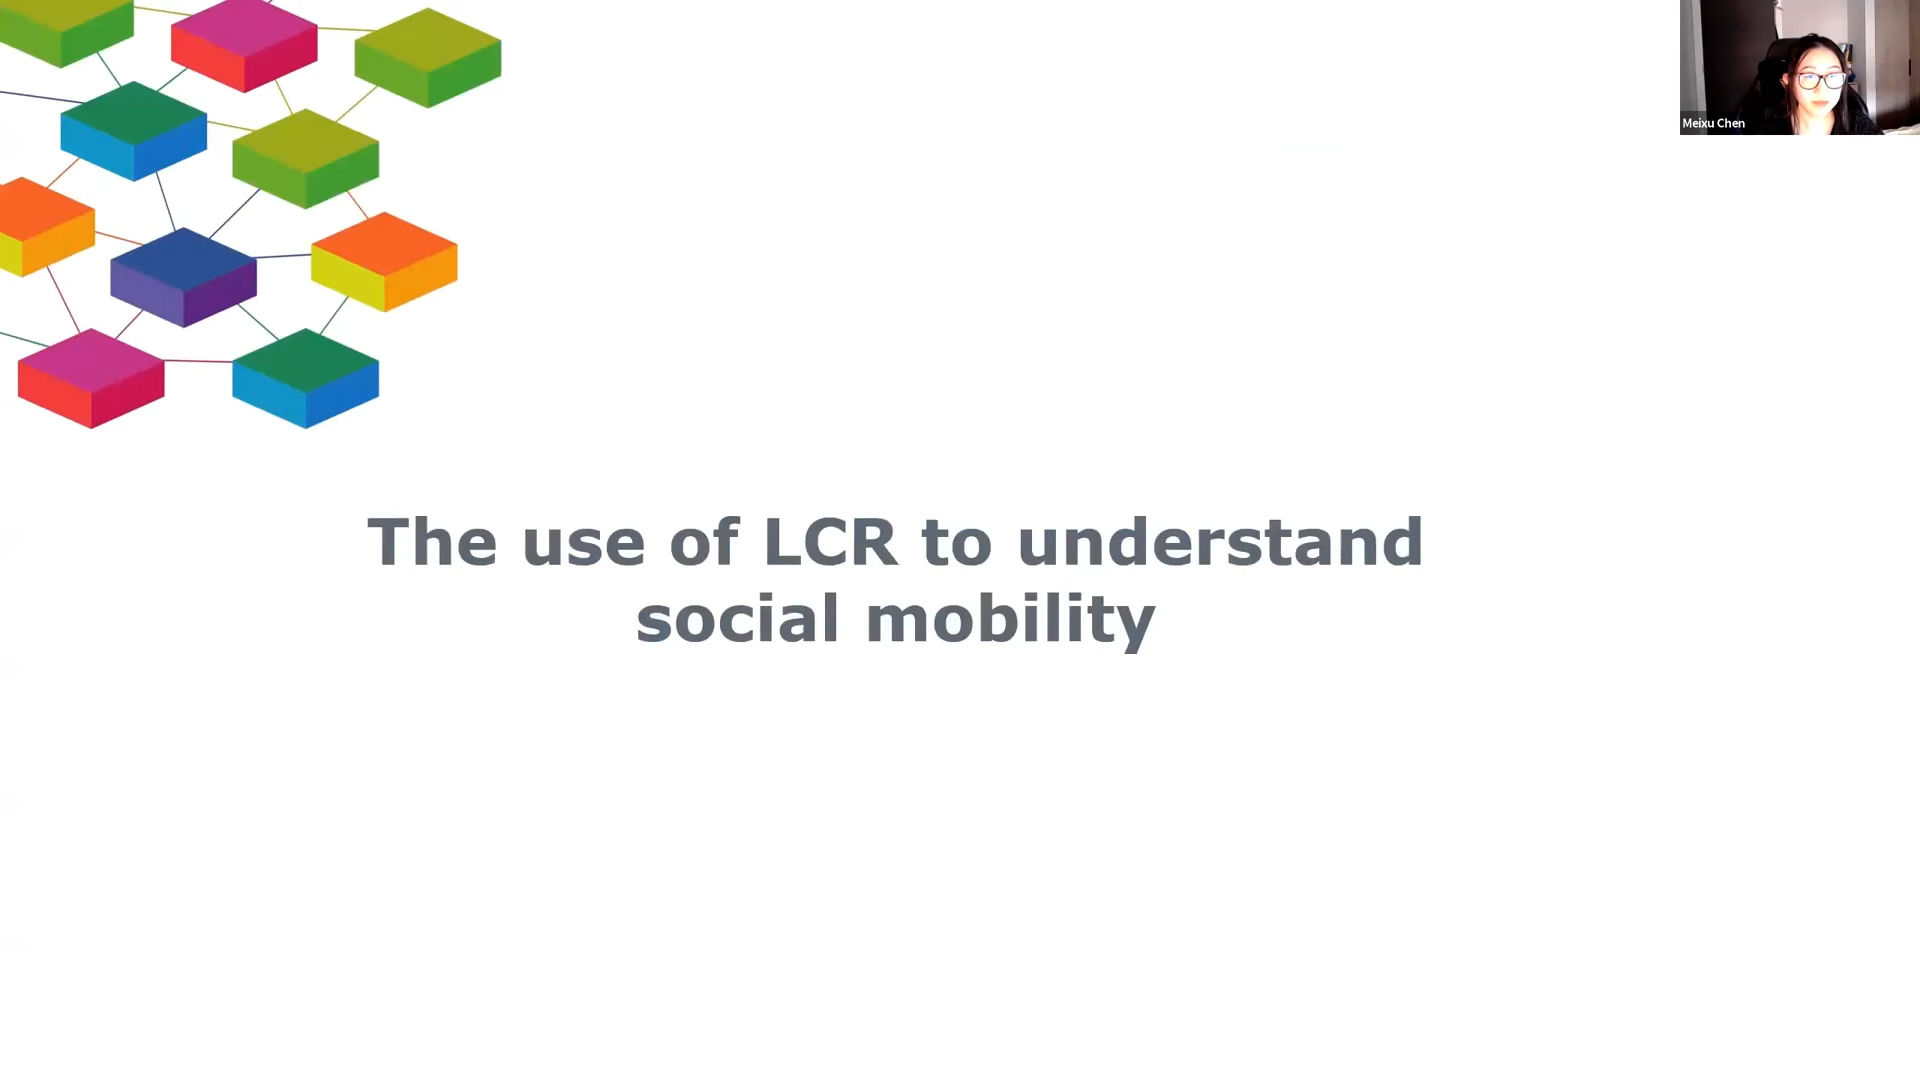 Meixu Chen
The use of LCR to understand
social mobility